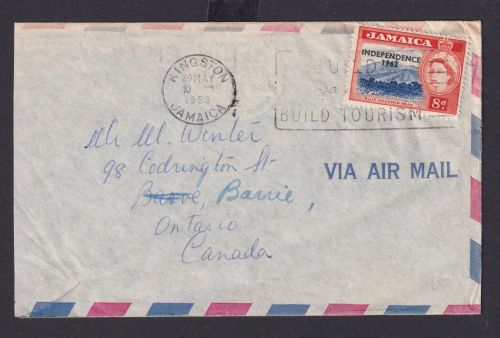 KINGSTON
29 MAY
10
1963
JAMAICA
BUILD TOURISM
JAMAICA
INDEPENDENCE
1962
8d
Mr W. Winter
98 Codrington St
Barrie,
Ontario
Canada
VIA AIR MAIL